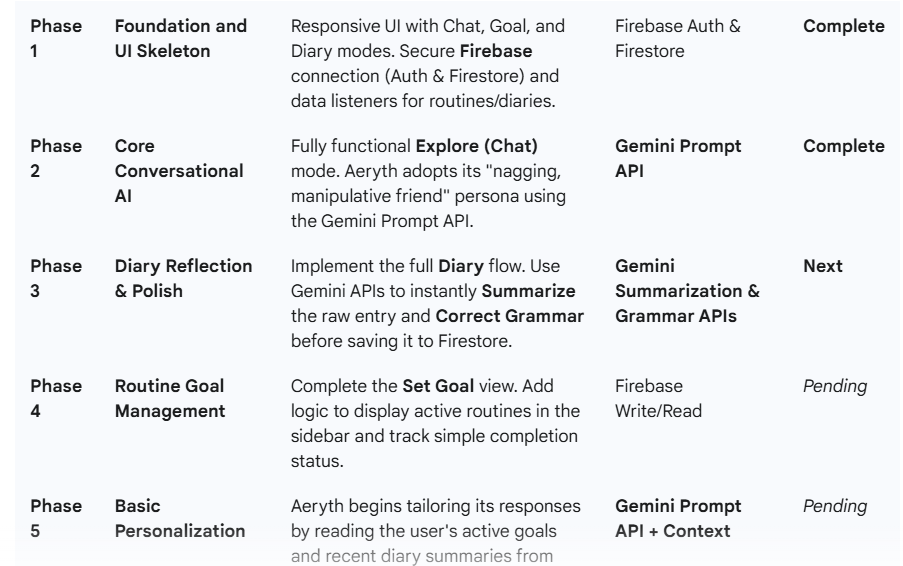 Phase 1
Foundation and UI Skeleton
Responsive UI with Chat, Goal, and
Diary modes. Secure Firebase
connection (Auth & Firestore) and
data listeners for routines/diaries.
Firebase Auth &
Firestore
Complete
Phase 2
Core
Conversational
AI
Fully functional Explore (Chat)
mode. Aeryth adopts its "nagging,
manipulative friend" persona using
the Gemini Prompt API.
Gemini Prompt
API
Complete
Phase 3
Diary Reflection
& Polish
Implement the full Diary flow. Use
Gemini APIs to instantly Summarize
the raw entry and Correct Grammar
before saving it to Firestore.
Gemini
Summarization &
Grammar APIs
Next
Phase 4
Routine Goal
Management
Complete the Set Goal view. Add
logic to display active routines in the
sidebar and track simple completion
status.
Firebase
Write/Read
Pending
Phase 5
Basic
Personalization
Aeryth begins tailoring its responses
by reading the user's active goals
and recent diary summaries from
Gemini Prompt
API + Context
Pending